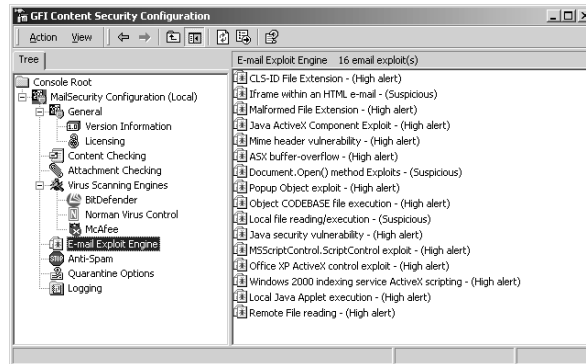 GFI Content Security Configuration
Action View
Tree
Console Root
MailSecurity Configuration (Local)
General
Version Information
Licensing
Content Checking
Attachment Checking
Virus Scanning Engines
BitDefender
Norman Virus Control
McAfee
E-mail Exploit Engine
Anti-Spam
Quarantine Options
Logging
E-mail Exploit Engine 16 email exploit(s)
CLS-ID File Extension - (High alert)
Iframe within an HTML e-mail - (Suspicious)
Malformed File Extension - (High alert)
Java ActiveX Component Exploit - (High alert)
Mime header vulnerability - (High alert)
ASX buffer-overflow - (High alert)
Document.Open() method Exploits - (Suspicious)
Popup Object exploit - (High alert)
Object CODEBASE file execution - (High alert)
Local file reading/execution - (Suspicious)
Java security vulnerability - (High alert)
MSScriptControl.ScriptControl exploit - (High alert)
Office XP ActiveX control exploit - (High alert)
Windows 2000 indexing service ActiveX scripting - (High alert)
Local Java Applet execution - (High alert)
Remote File reading - (High alert)